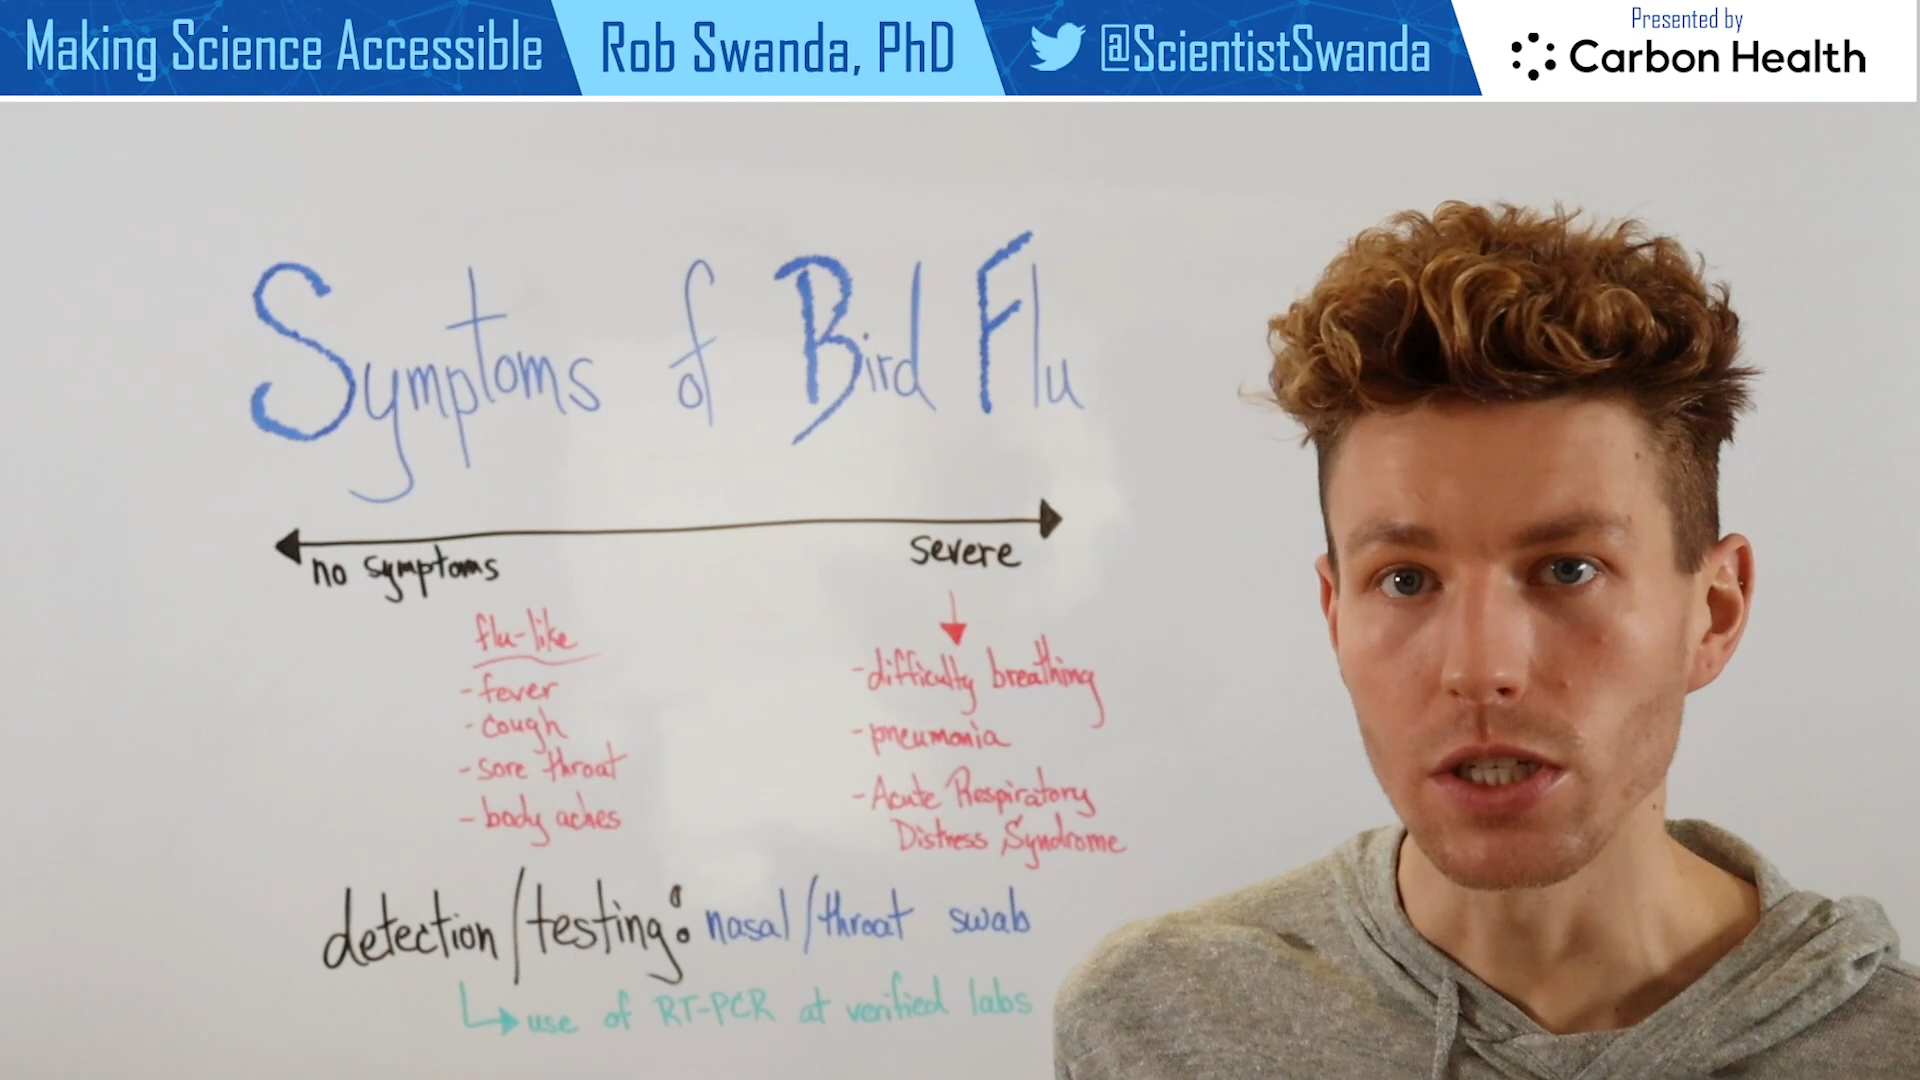 Making Science Accessible
Rob Swanda, PhD
@ScientistSwanda
Presented by
Carbon Health
Symptoms of Bird Flu
no symptoms
severe
flu-like
- fever
- cough
- sore throat
- body aches
- difficulty breathing
- pneumonia
- Acute Respiratory
Distress Syndrome
detection/testing: nasal/throat swab
use of RT-PCR at verified labs